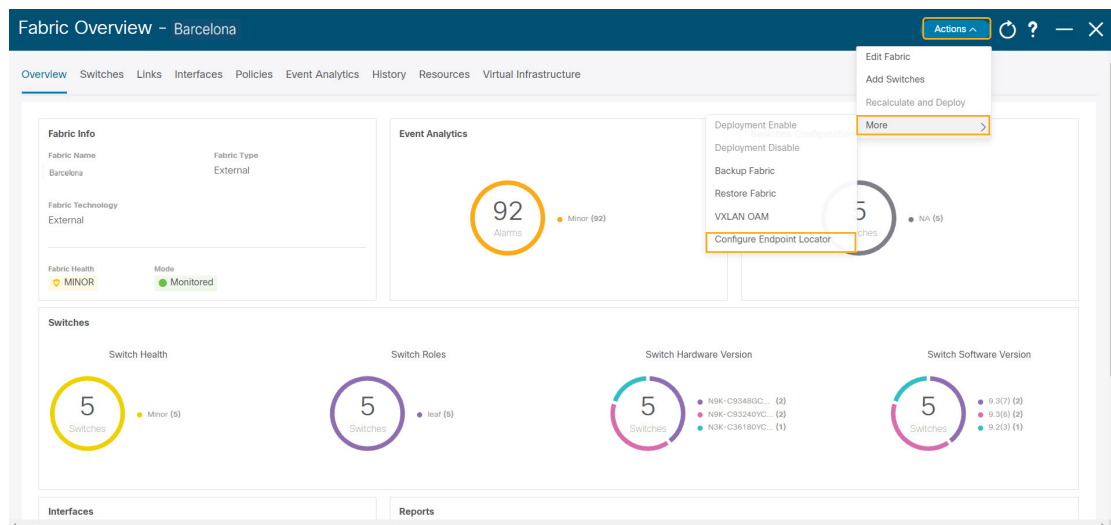 Fabric Overview - Barcelona
Actions
?
Edit Fabric
Add Switches
Recalculate and Deploy
More
Overview Switches Links Interfaces Policies Event Analytics History Resources Virtual Infrastructure
Deployment Enable
Deployment Disable
Backup Fabric
Restore Fabric
VXLAN OAM
Configure Endpoint Locator
Fabric Info
Fabric Name
Barcelona
Fabric Type
External
Fabric Technology
External
Fabric Health
MINOR
Mode
Monitored
Event Analytics
92
Alarms
Minor (92)
5
NA (5)
Switches
Switch Health
5
Switches
Minor (5)
Switch Roles
5
Switches
leaf (5)
Switch Hardware Version
5
Switches
N9K-C9348GC... (2)
N9K-C93240YC... (2)
N3K-C36180YC... (1)
Switch Software Version
5
Switches
9.3(7) (2)
9.3(6) (2)
9.2(3) (1)
Interfaces
Reports